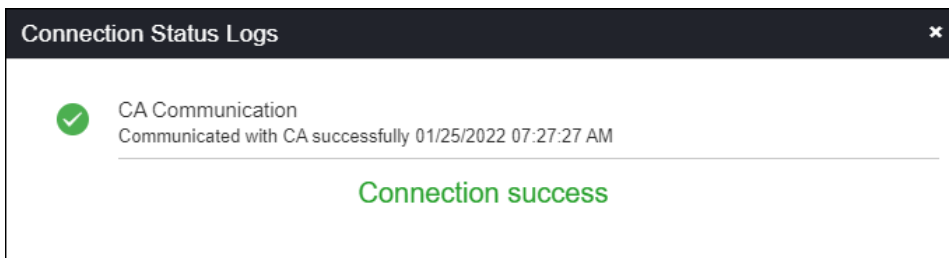 Connection Status Logs
CA Communication
Communicated with CA successfully 01/25/2022 07:27:27 AM
Connection success